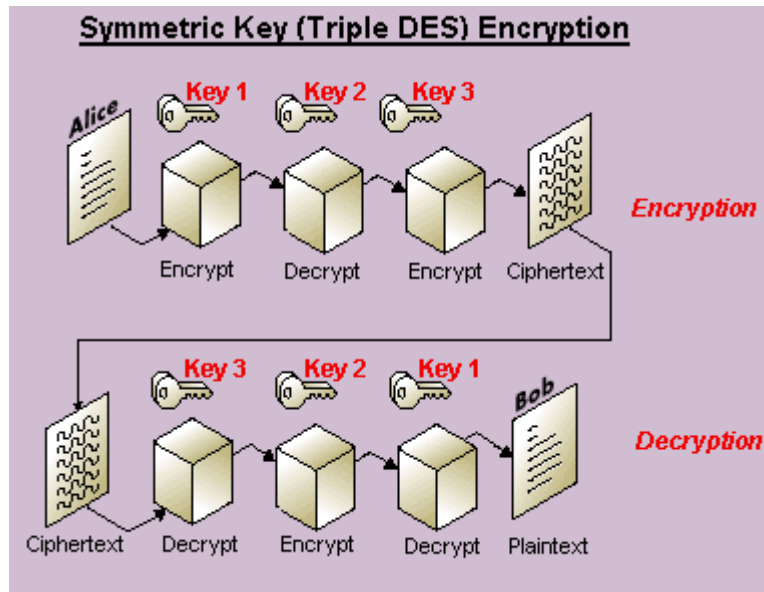 Symmetric Key (Triple DES) Encryption
Alice
Key 1 Key 2 Key 3
Encryption
Encrypt Decrypt Encrypt Ciphertext
Key 3 Key 2 Key 1
Bob
Decryption
Ciphertext Decrypt Encrypt Decrypt Plaintext